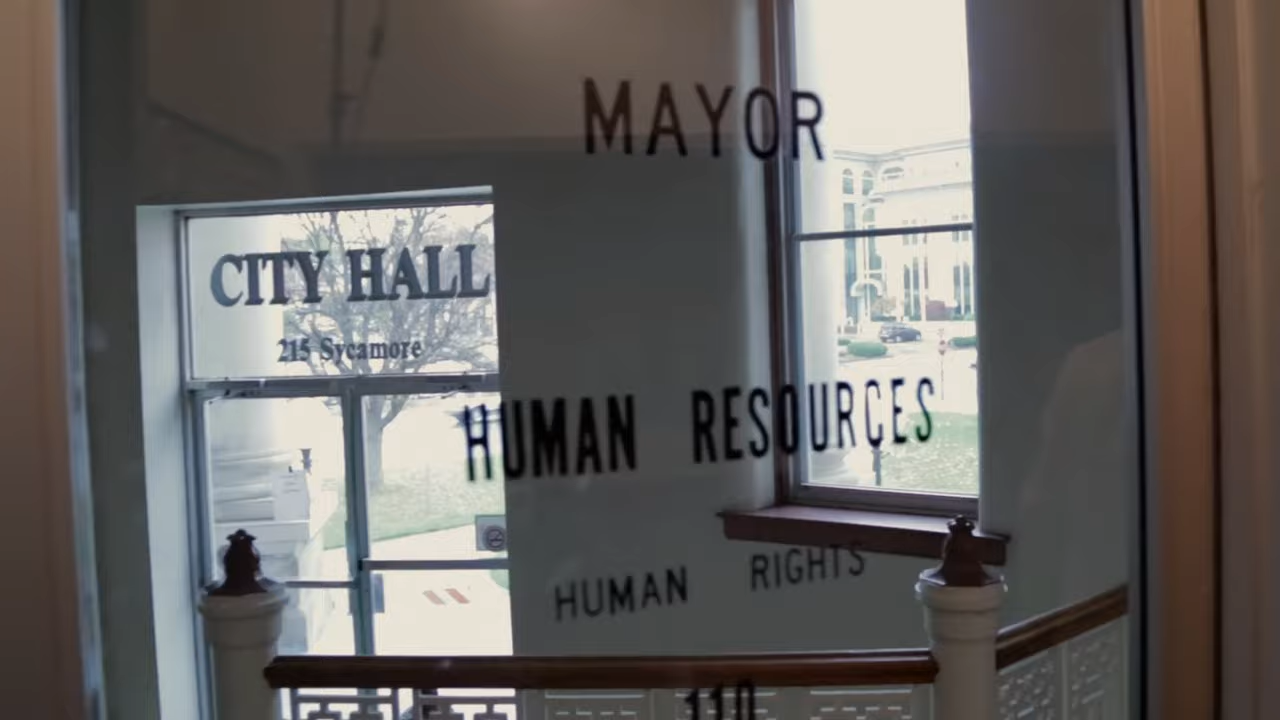 MAYOR
CITY HALL
215 Sycamore
HUMAN RESOURCES
HUMAN RIGHTS
110